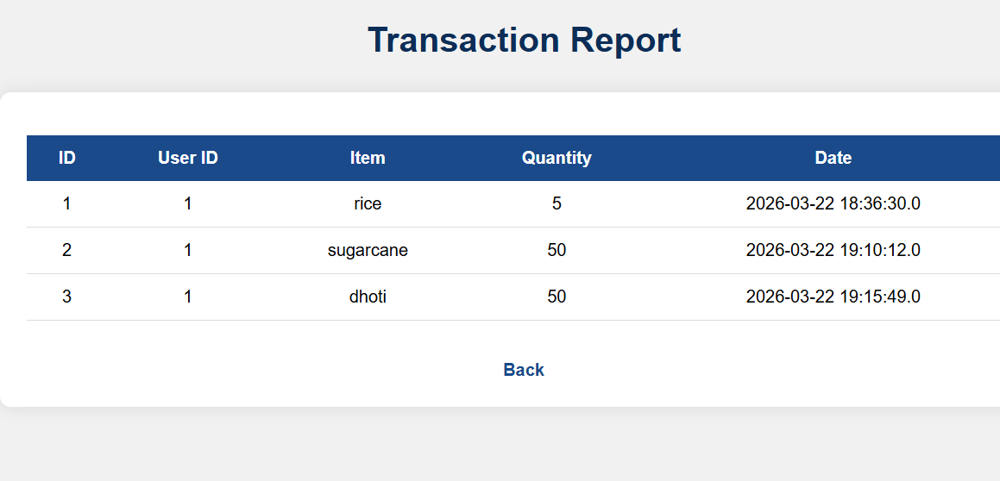 Transaction Report
ID User ID Item Quantity Date
1 1 rice 5 2026-03-22 18:36:30.0
2 1 sugarcane 50 2026-03-22 19:10:12.0
3 1 dhoti 50 2026-03-22 19:15:49.0
Back